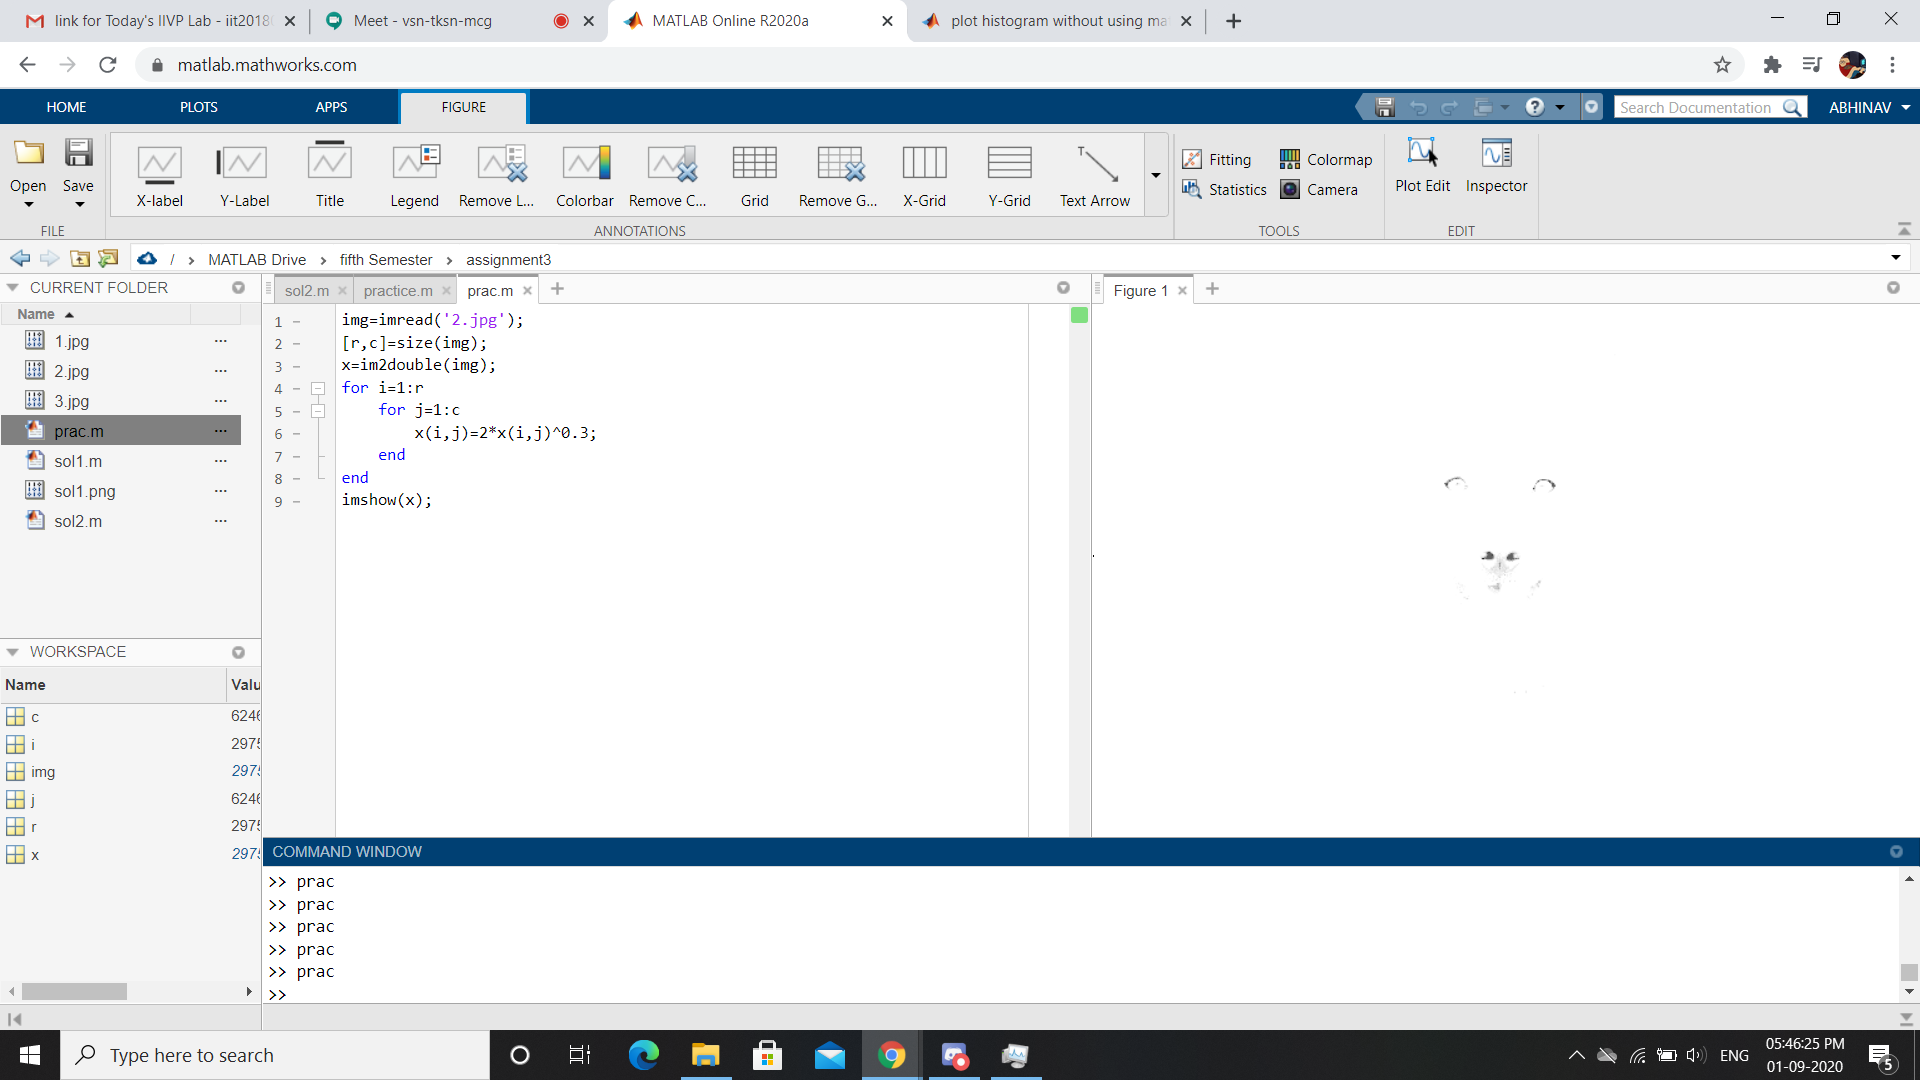 link for Today's IIVP Lab - iit2018
Meet - vsn-tksn-mcg
MATLAB Online R2020a
plot histogram without using ma
matlab.mathworks.com
HOME
PLOTS
APPS
FIGURE
Search Documentation
ABHINAV
Open
Save
X-label
Y-Label
Title
Legend
Remove L...
Colorbar
Remove C...
Grid
Remove G...
X-Grid
Y-Grid
Text Arrow
Fitting
Colormap
Statistics
Camera
Plot Edit
Inspector
FILE
ANNOTATIONS
TOOLS
EDIT
/ › MATLAB Drive › fifth Semester › assignment3
CURRENT FOLDER
Name
1.jpg
2.jpg
3.jpg
prac.m
sol1.m
sol1.png
sol2.m
WORKSPACE
Name Valu
c 6246
i 2975
img 2975
j 6246
r 2975
x 2975
sol2.m
practice.m
prac.m
1 img=imread('2.jpg');
2 [r,c]=size(img);
3 x=im2double(img);
4 for i=1:r
5 for j=1:c
6 x(i,j)=2*x(i,j)^0.3;
7 end
8 end
9 imshow(x);
Figure 1
COMMAND WINDOW
>> prac
>> prac
>> prac
>> prac
>> prac
>>
Type here to search
ENG
05:46:25 PM
01-09-2020
5